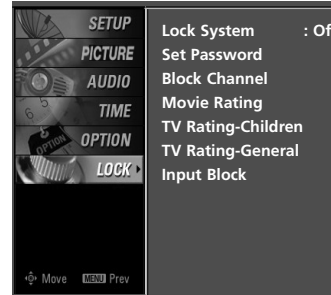 SETUP
PICTURE
AUDIO
TIME
OPTION
LOCK
Move MENU Prev
Lock System : Of
Set Password
Block Channel
Movie Rating
TV Rating-Children
TV Rating-General
Input Block